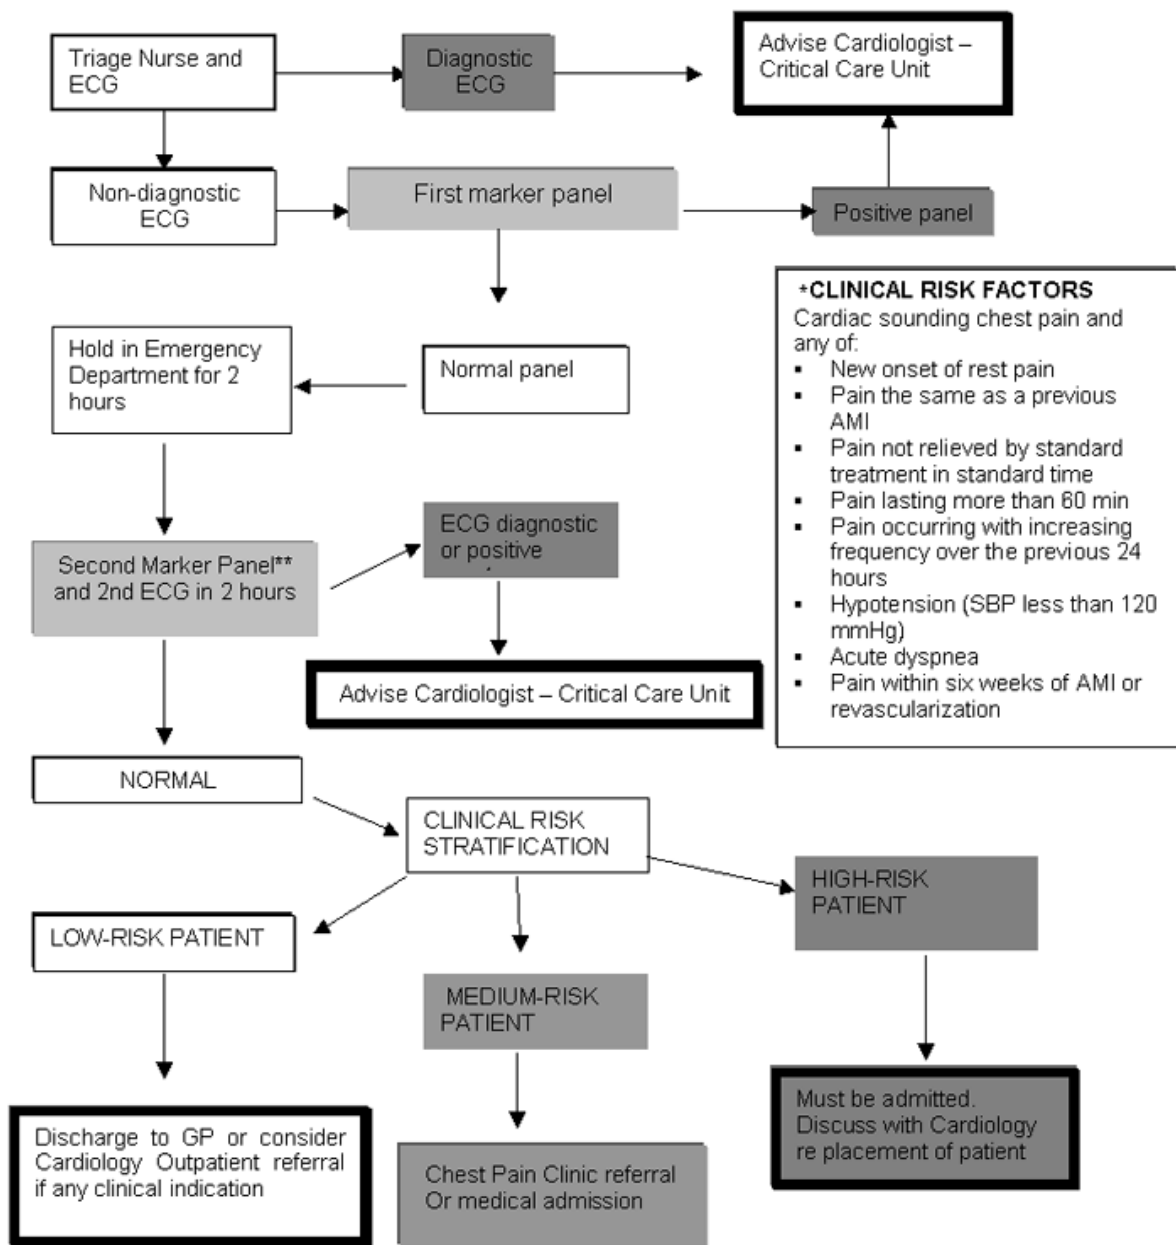 Triage Nurse and
ECG
Diagnostic
ECG
Advise Cardiologist –
Critical Care Unit
Non-diagnostic
ECG
First marker panel
Positive panel
*CLINICAL RISK FACTORS
Cardiac sounding chest pain and
any of:
▪ New onset of rest pain
▪ Pain the same as a previous
AMI
▪ Pain not relieved by standard
treatment in standard time
▪ Pain lasting more than 60 min
▪ Pain occurring with increasing
frequency over the previous 24
hours
▪ Hypotension (SBP less than 120
mmHg)
▪ Acute dyspnea
▪ Pain within six weeks of AMI or
revascularization
Hold in Emergency
Department for 2
hours
Normal panel
Second Marker Panel**
and 2nd ECG in 2 hours
ECG diagnostic
or positive
Advise Cardiologist – Critical Care Unit
NORMAL
CLINICAL RISK
STRATIFICATION
HIGH-RISK
PATIENT
LOW-RISK PATIENT
MEDIUM-RISK
PATIENT
Must be admitted.
Discuss with Cardiology
re placement of patient
Discharge to GP or consider
Cardiology Outpatient referral
if any clinical indication
Chest Pain Clinic referral
Or medical admission